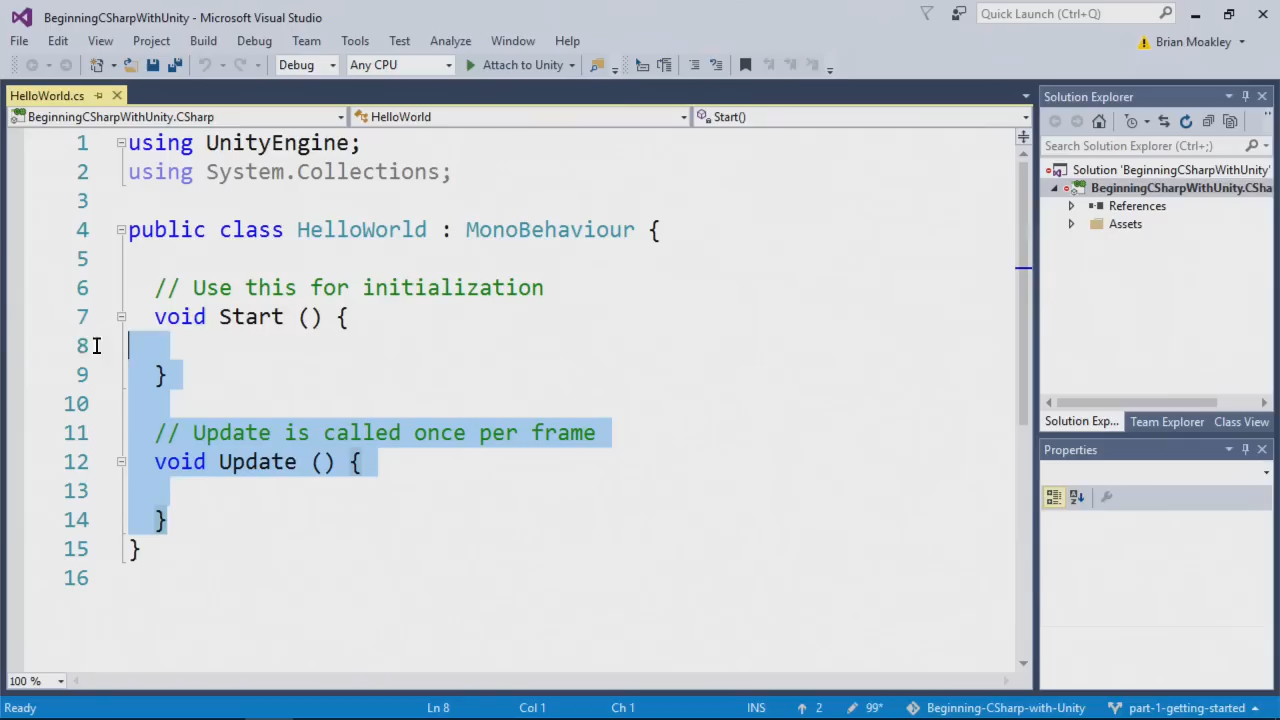 BeginningCSharpWithUnity - Microsoft Visual Studio
Quick Launch (Ctrl+Q)
File Edit View Project Build Debug Team Tools Test Analyze Window Help
Brian Moakley
Debug Any CPU Attach to Unity
HelloWorld.cs
BeginningCSharpWithUnity.CSharp HelloWorld Start()
1 using UnityEngine;
2 using System.Collections;
3
4 public class HelloWorld : MonoBehaviour {
5
6 // Use this for initialization
7 void Start () {
8
9 }
10
11 // Update is called once per frame
12 void Update () {
13
14 }
15 }
16
100 %
Solution Explorer
Search Solution Explorer (Ctrl+;)
Solution 'BeginningCSharpWithUnity'
BeginningCSharpWithUnity.CSha
References
Assets
Solution Exp... Team Explorer Class View
Properties
Ready Ln 8 Col 1 Ch 1 INS 2 99* Beginning-CSharp-with-Unity part-1-getting-started